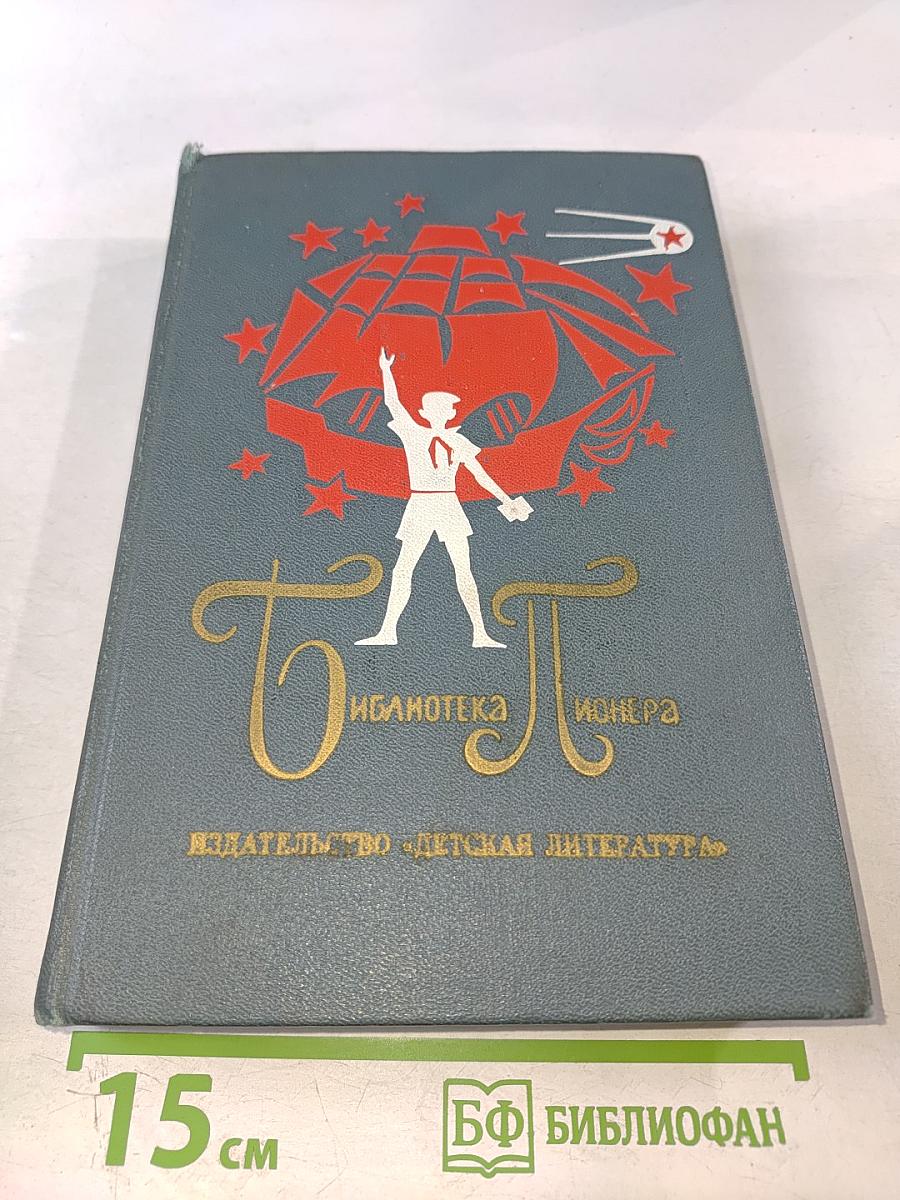 Библиотека Пионера
ИЗДАТЕЛЬСТВО «ДЕТСКАЯ ЛИТЕРАТУРА»
15 см
БФ БИБЛИОФАН